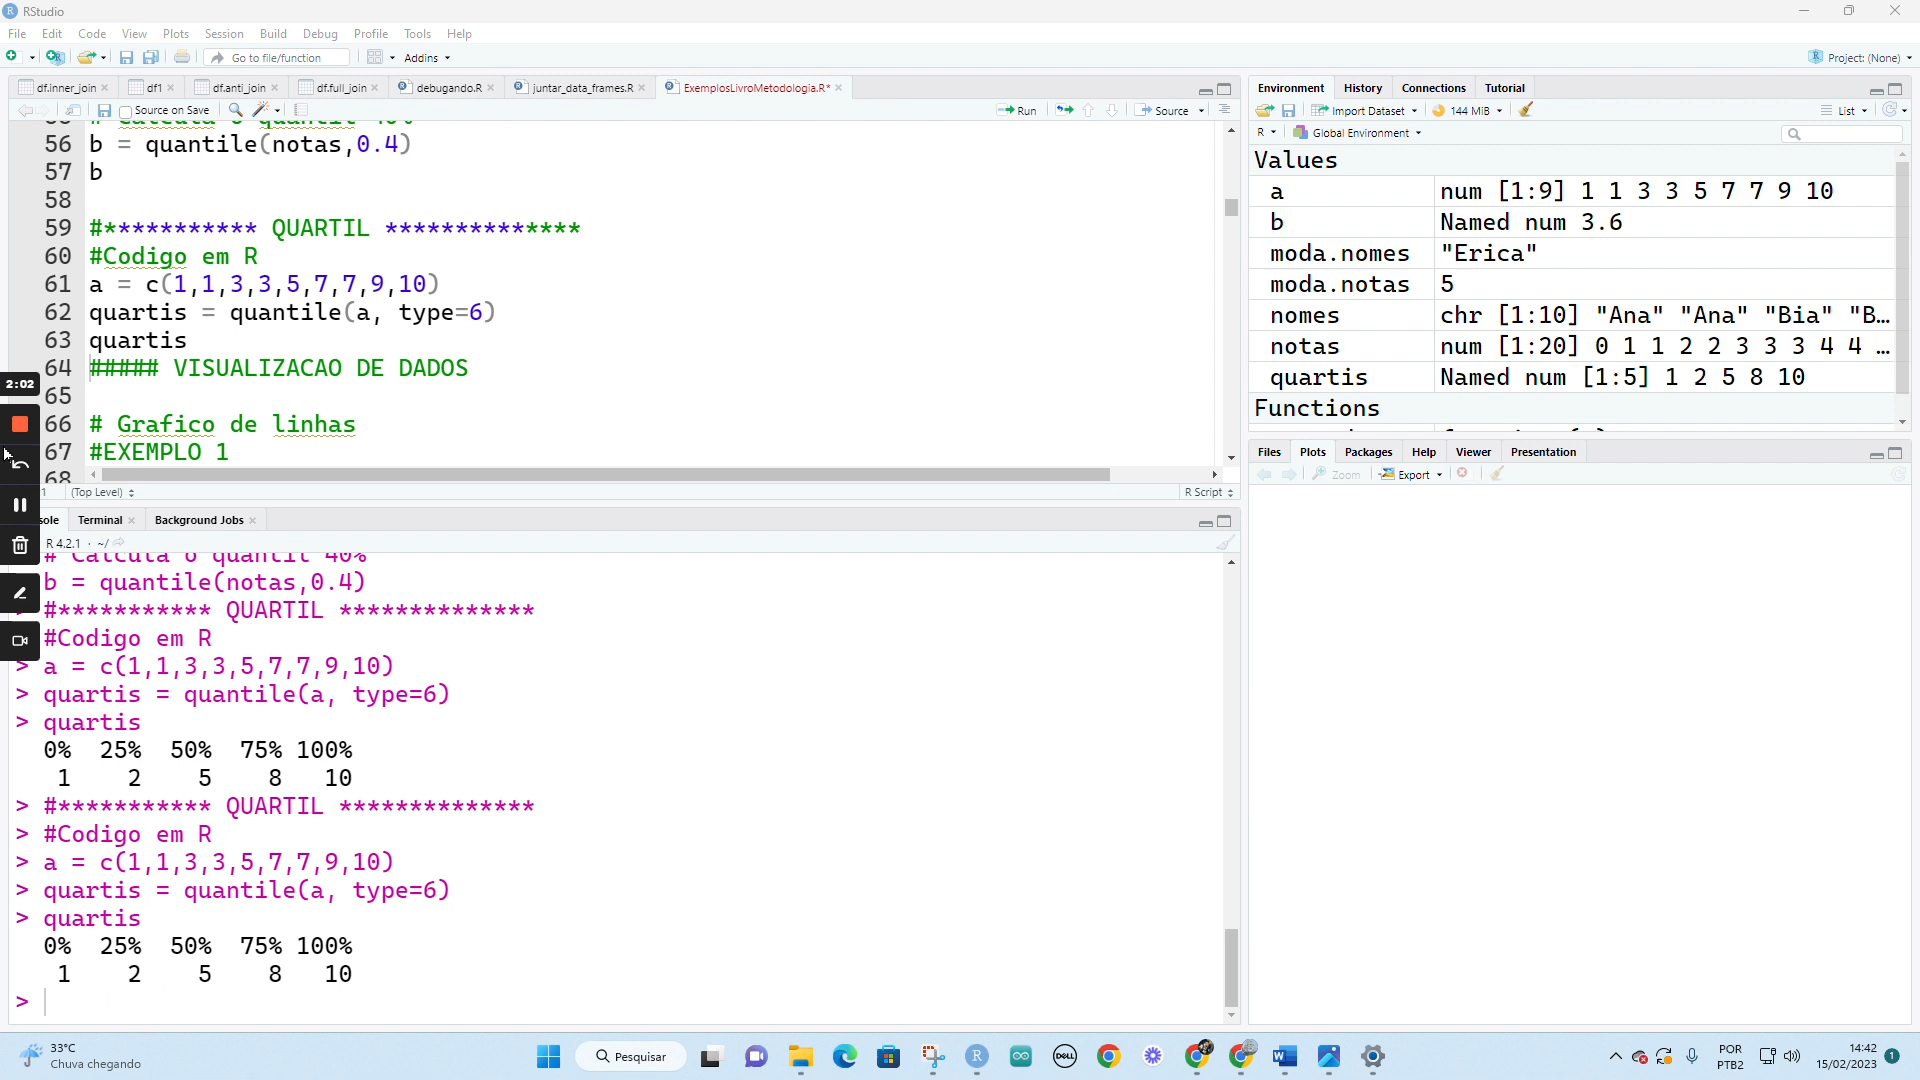 RStudio
File Edit Code View Plots Session Build Debug Profile Tools Help
Go to file/function Addins Project: (None)
df.inner_join df1 df.anti_join df.full_join debugando.R juntar_data_frames.R ExemplosLivroMetodologia.R*
Source on Save Run Source
56 b = quantile(notas,0.4)
57 b
58
59 #*********** QUARTIL **************
60 #Codigo em R
61 a = c(1,1,3,3,5,7,7,9,10)
62 quartis = quantile(a, type=6)
63 quartis
64 ##### VISUALIZACAO DE DADOS
65
66 # Grafico de linhas
67 #EXEMPLO 1
68
(Top Level) R Script
2:02
Terminal Background Jobs
R 4.2.1 · ~/
# Calcula o quantil 40%
b = quantile(notas,0.4)
#*********** QUARTIL **************
#Codigo em R
> a = c(1,1,3,3,5,7,7,9,10)
> quartis = quantile(a, type=6)
> quartis
0% 25% 50% 75% 100%
1 2 5 8 10
> #*********** QUARTIL **************
> #Codigo em R
> a = c(1,1,3,3,5,7,7,9,10)
> quartis = quantile(a, type=6)
> quartis
0% 25% 50% 75% 100%
1 2 5 8 10
>
Environment History Connections Tutorial
Import Dataset 144 MiB List
R Global Environment
Values
a num [1:9] 1 1 3 3 5 7 7 9 10
b Named num 3.6
moda.nomes "Erica"
moda.notas 5
nomes chr [1:10] "Ana" "Ana" "Bia" "B…
notas num [1:20] 0 1 1 2 2 3 3 3 4 4 …
quartis Named num [1:5] 1 2 5 8 10
Functions
Files Plots Packages Help Viewer Presentation
Zoom Export
33°C
Chuva chegando
Pesquisar
DELL
POR
PTB2
14:42
15/02/2023
1